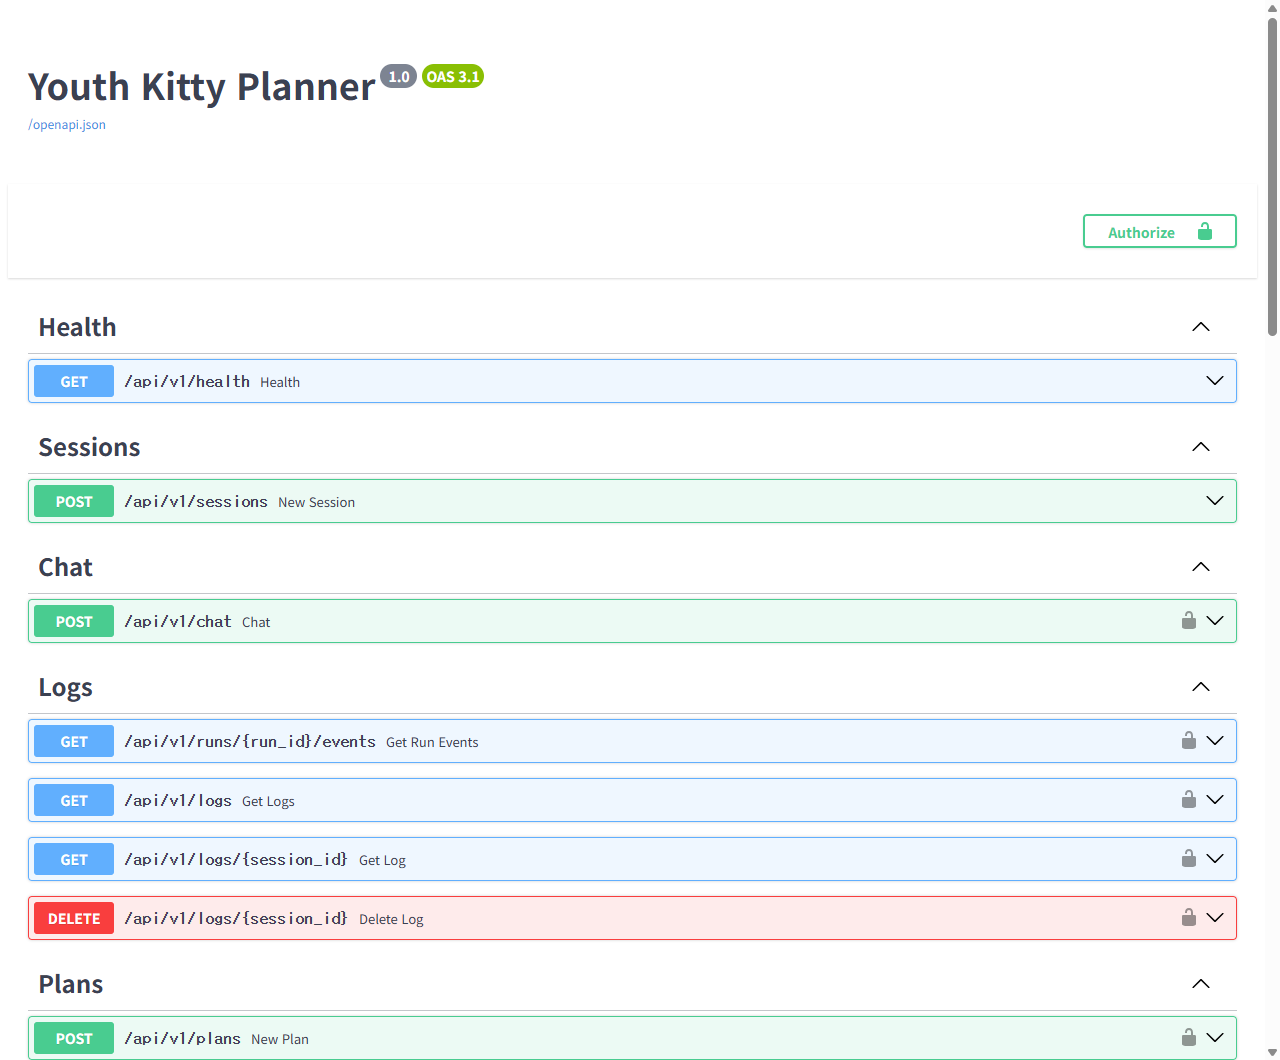 Youth Kitty Planner 1.0 OAS 3.1
/openapi.json
Authorize
Health
GET /api/v1/health Health
Sessions
POST /api/v1/sessions New Session
Chat
POST /api/v1/chat Chat
Logs
GET /api/v1/runs/{run_id}/events Get Run Events
GET /api/v1/logs Get Logs
GET /api/v1/logs/{session_id} Get Log
DELETE /api/v1/logs/{session_id} Delete Log
Plans
POST /api/v1/plans New Plan